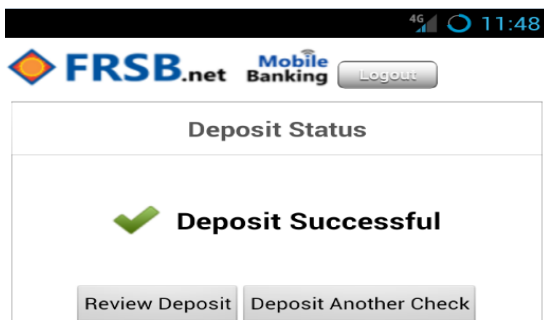 4G 11:48
FRSB.net Mobile Banking Logout
Deposit Status
Deposit Successful
Review Deposit Deposit Another Check